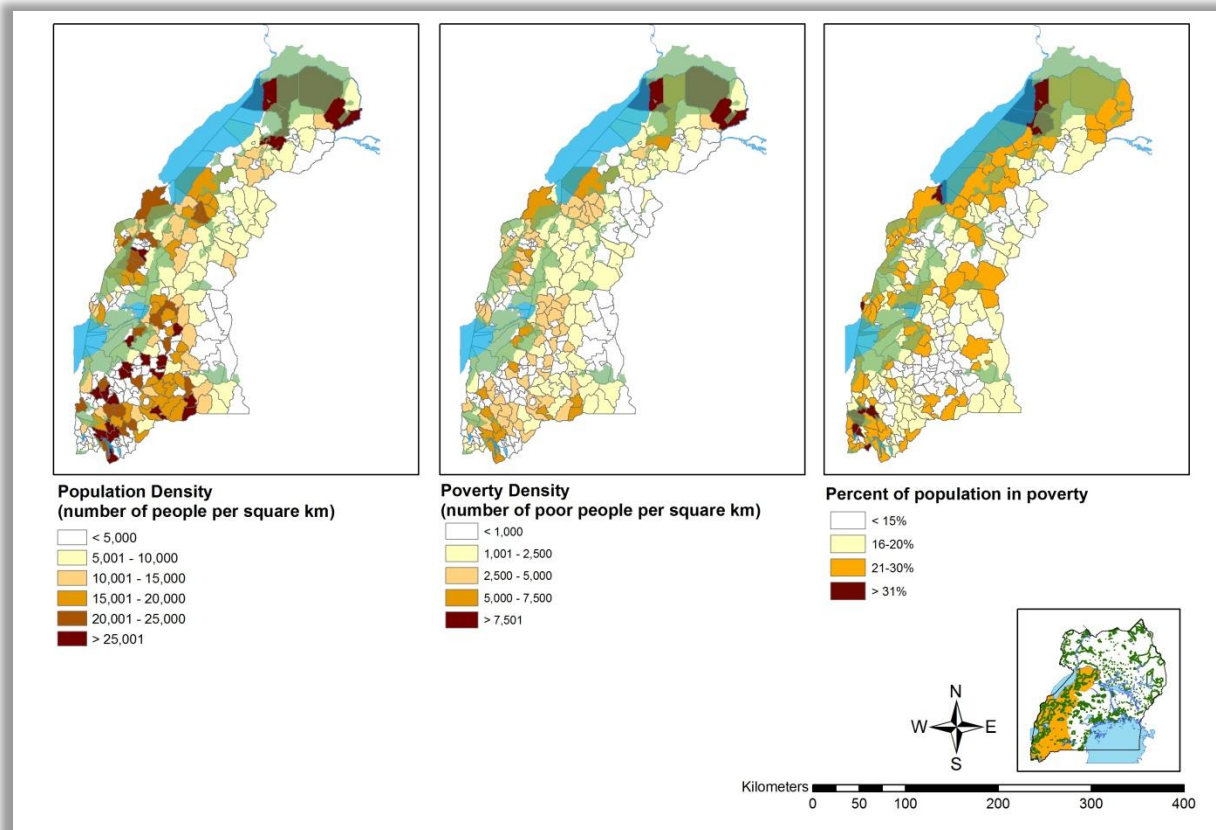 Population Density
(number of people per square km)
< 5,000
5,001 - 10,000
10,001 - 15,000
15,001 - 20,000
20,001 - 25,000
> 25,001
Poverty Density
(number of poor people per square km)
< 1,000
1,001 - 2,500
2,500 - 5,000
5,000 - 7,500
> 7,501
Percent of population in poverty
< 15%
16-20%
21-30%
> 31%
N
W E
S
Kilometers
0 50 100 200 300 400